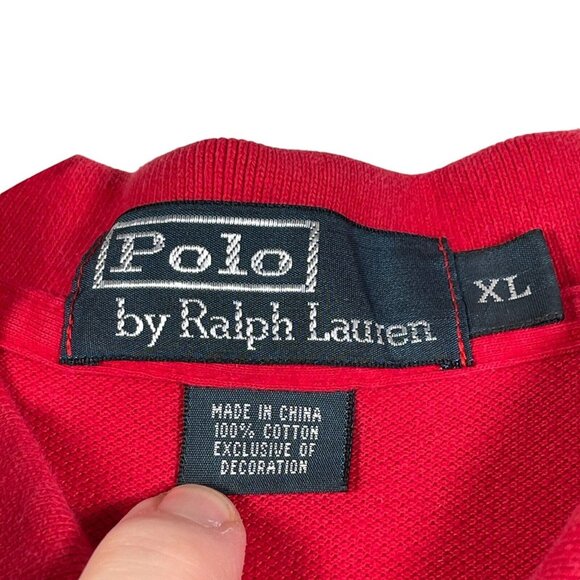 Polo
by Ralph Lauren
XL
MADE IN CHINA
100% COTTON
EXCLUSIVE OF
DECORATION